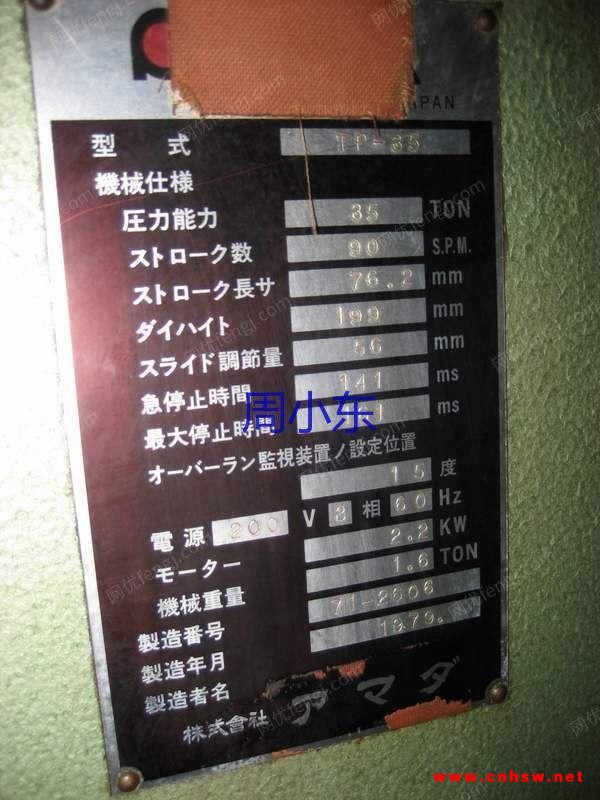 JAPAN
型式 TP-35
機械仕様
圧力能力 35 TON
ストローク数 90 S.P.M.
ストローク長サ 76.2 mm
ダイハイト 199 mm
スライド調節量 56 mm
急停止時間 141 ms
最大停止時間 ms
周小东
オーバーラン監視装置ノ設定位置
15 度
電源 200 V 3 相 60 Hz
モーター 2.2 KW
機械重量 1.6 TON
製造番号 71-2606
製造年月 1979.
製造者名
株式會社 アマダ
www.cnhsw.net